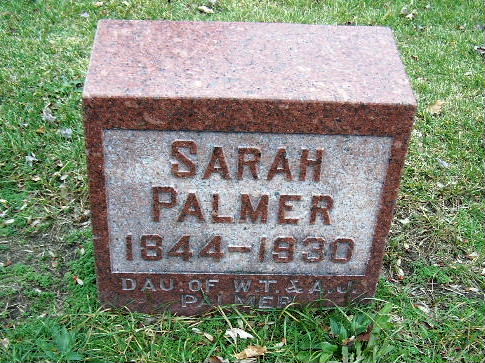 SARAH
PALMER
1844-1930
DAU. OF W.T. & A.J.
PALMER